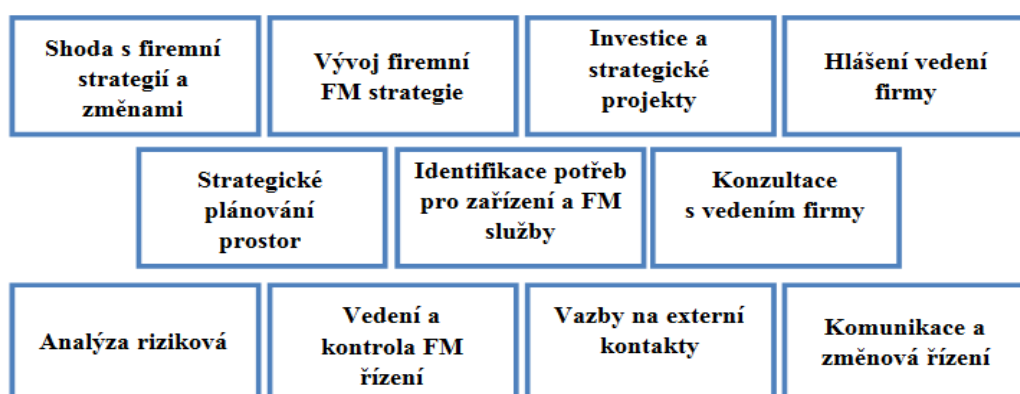 Shoda s firemní
strategií a
změnami
Vývoj firemní
FM strategie
Investice a
strategické
projekty
Hlášení vedení
firmy
Strategické
plánování
prostor
Identifikace potřeb
pro zařízení a FM
služby
Konzultace
s vedením firmy
Analýza riziková
Vedení a
kontrola FM
řízení
Vazby na externí
kontakty
Komunikace a
změnová řízení